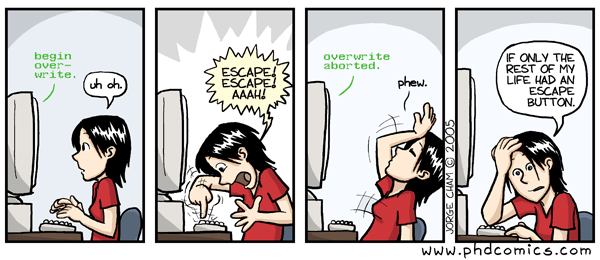 begin
over-
write.
uh oh.
ESCAPE!
ESCAPE!
AAAH!
overwrite
aborted.
phew.
JORGE CHAM © 2005
IF ONLY THE
REST OF MY
LIFE HAD AN
ESCAPE
BUTTON.
www.phdcomics.com